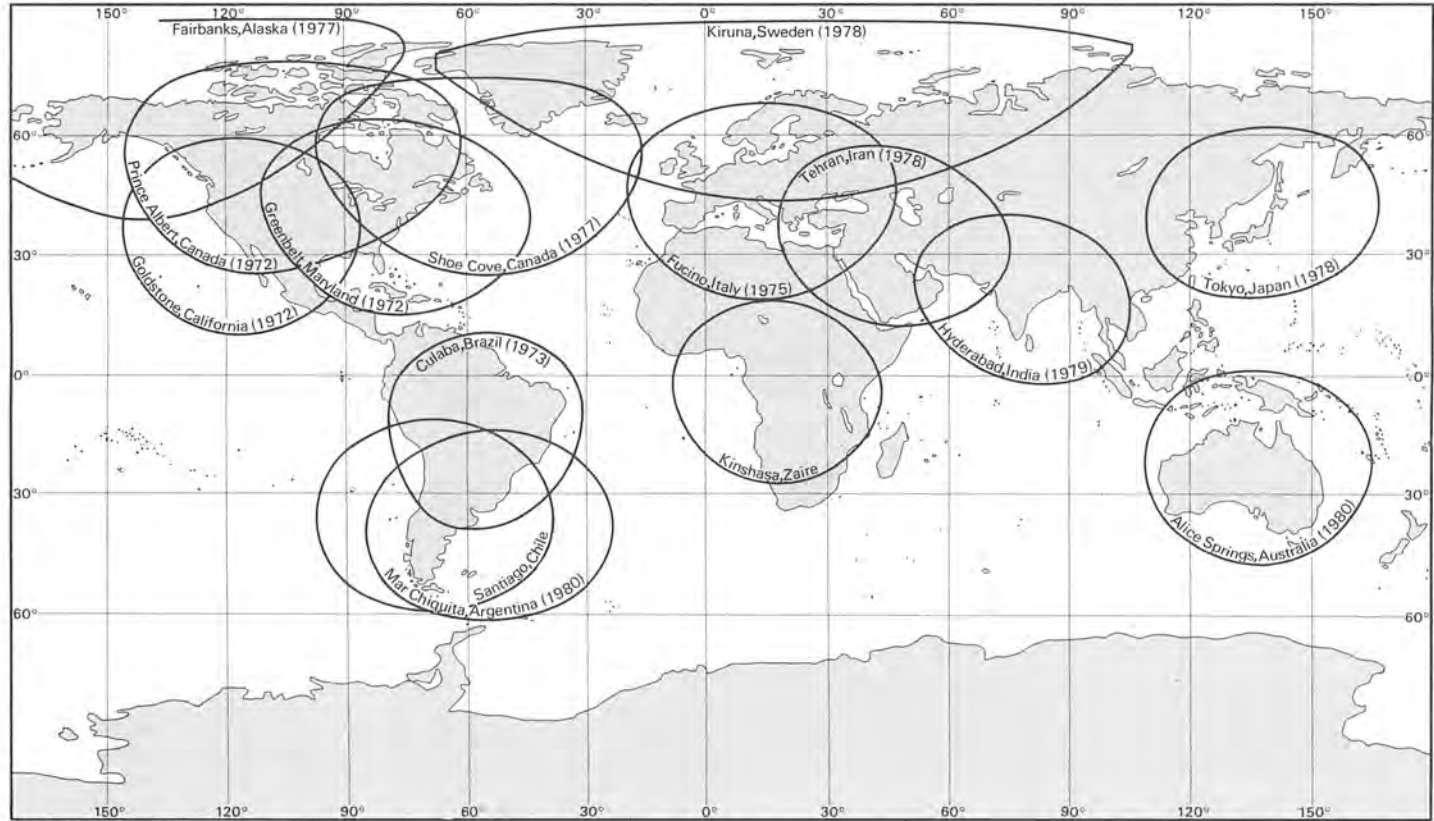 150° 120° 90° 60° 30° 0° 30° 60° 90° 120° 150°
Fairbanks,Alaska (1977)
Kiruna,Sweden (1978)
60°
60°
Prince Albert,Canada (1972)
Goldstone,California (1972)
Greenbelt,Maryland (1972)
Shoe Cove,Canada (1977)
Fucino,Italy (1975)
Tehran,Iran (1978)
Hyderabad,India (1979)
Tokyo,Japan (1978)
30°
30°
Culaba,Brazil (1973)
0°
0°
Kinshasa,Zaire
30°
30°
Santiago,Chile
Mar Chiquita,Argentina (1980)
Alice Springs,Australia (1980)
60°
60°
150° 120° 90° 60° 30° 0° 30° 60° 90° 120° 150°